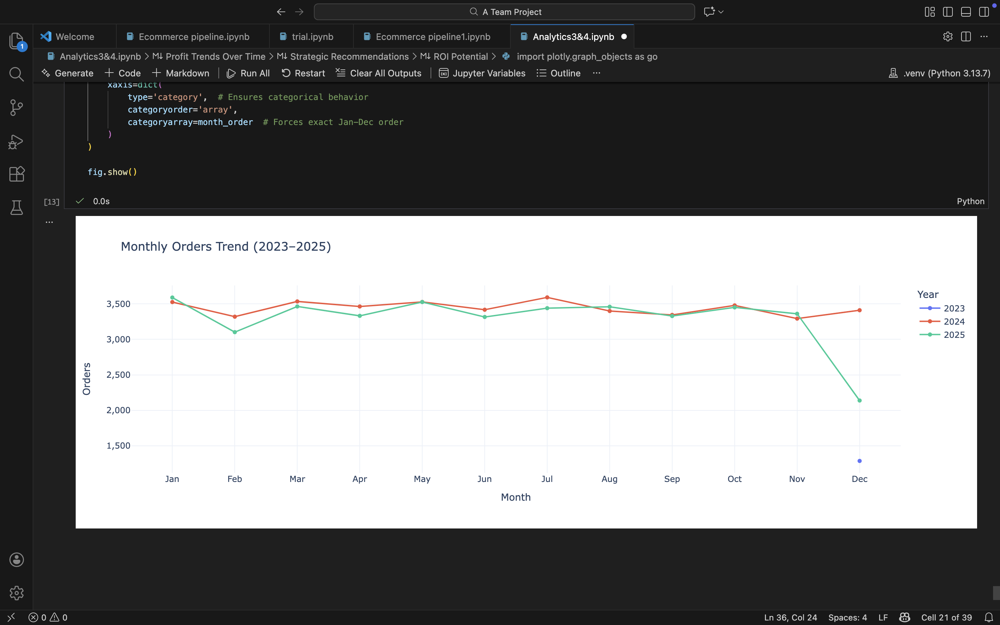 A Team Project
Welcome
Ecommerce pipeline.ipynb
trial.ipynb
Ecommerce pipeline1.ipynb
Analytics3&4.ipynb
1
Analytics3&4.ipynb > M↓ Profit Trends Over Time > M↓ Strategic Recommendations > M↓ ROI Potential > import plotly.graph_objects as go
Generate + Code + Markdown | Run All Restart Clear All Outputs | Jupyter Variables Outline ...
.venv (Python 3.13.7)
xaxis=dict(
type='category',  # Ensures categorical behavior
categoryorder='array',
categoryarray=month_order  # Forces exact Jan–Dec order
)
)
fig.show()
[13]
0.0s
Python
Monthly Orders Trend (2023–2025)
Year
2023
2024
2025
3,500
3,000
2,500
2,000
1,500
Orders
Jan Feb Mar Apr May Jun Jul Aug Sep Oct Nov Dec
Month
0 0
Ln 36, Col 24 Spaces: 4 LF Cell 21 of 39